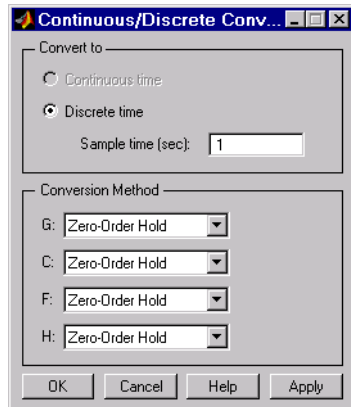 Continuous/Discrete Conv...
Convert to
Continuous time
Discrete time
Sample time (sec): 1
Conversion Method
G: Zero-Order Hold
C: Zero-Order Hold
F: Zero-Order Hold
H: Zero-Order Hold
OK Cancel Help Apply